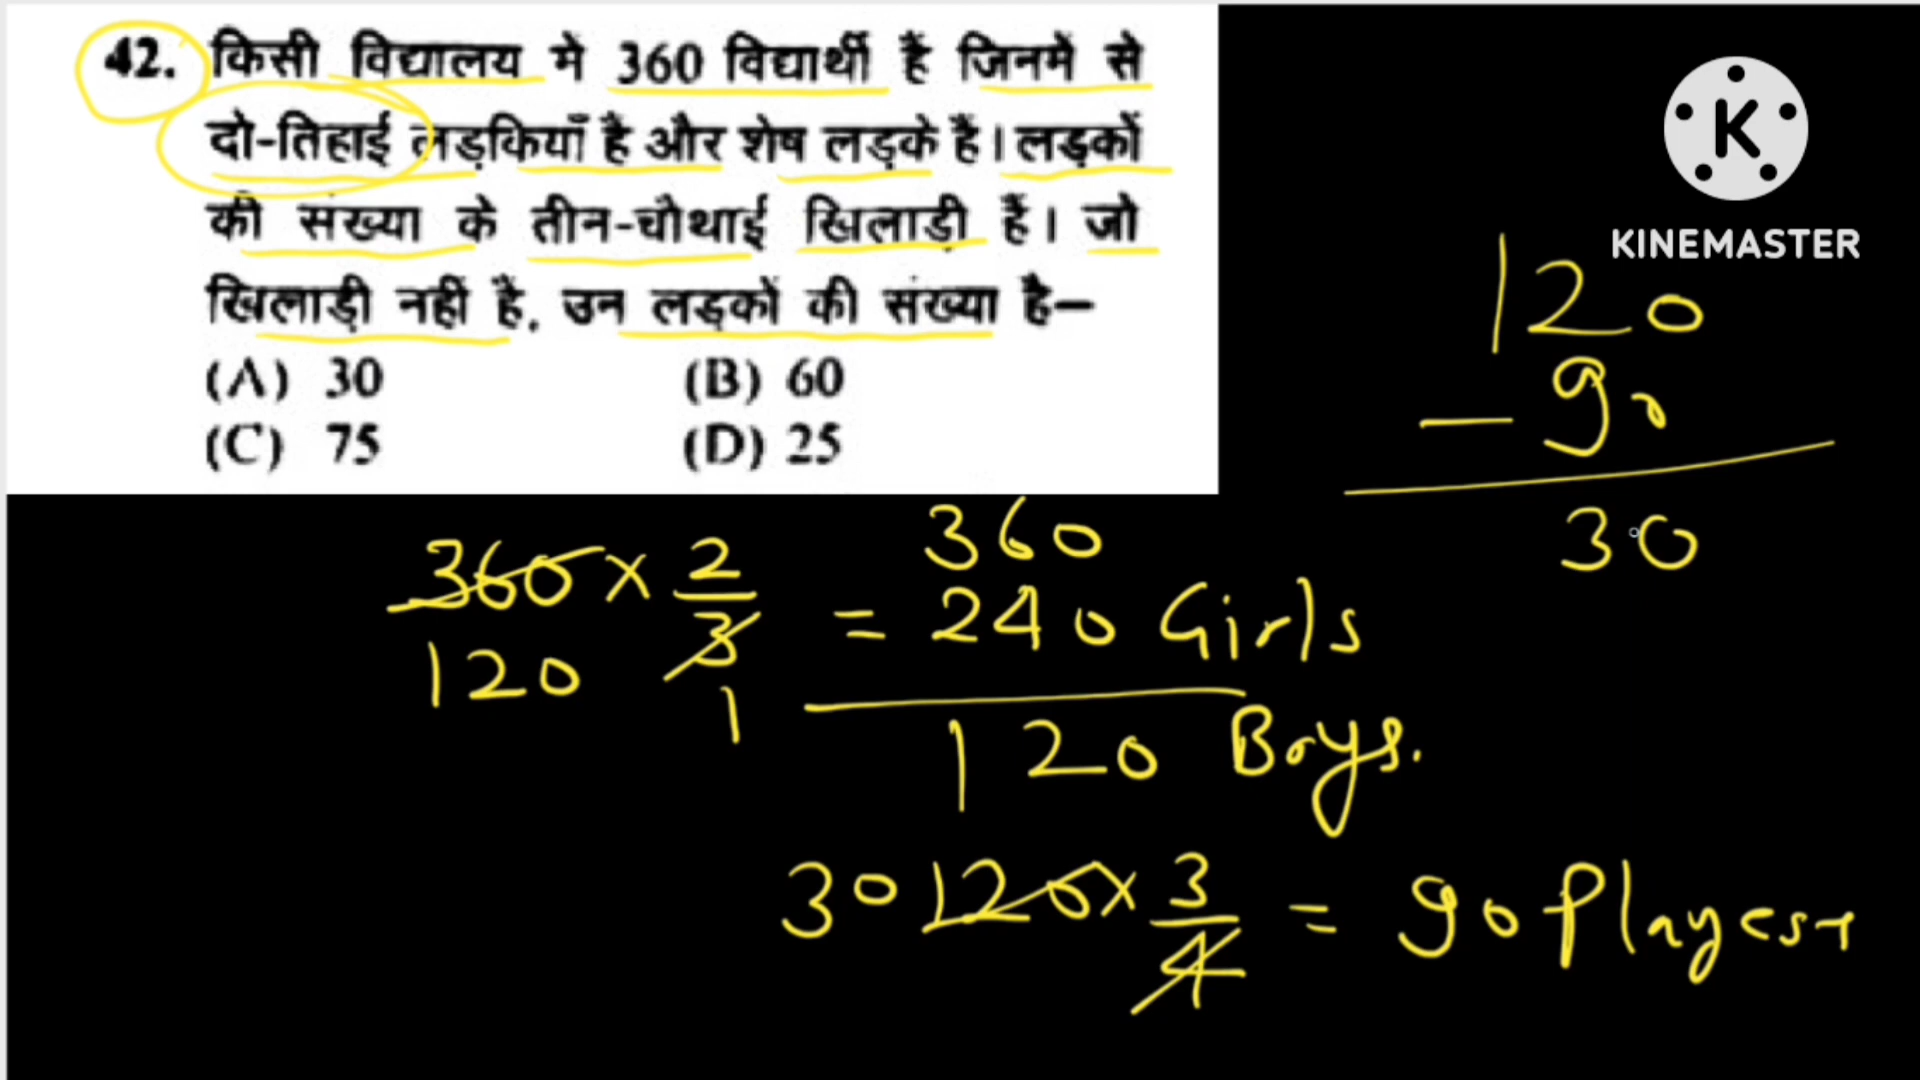 42. किसी विद्यालय में 360 विद्यार्थी हैं जिनमें से
दो-तिहाई लड़कियाँ है और शेष लड़के हैं। लड़कों
की संख्या के तीन-चौथाई खिलाड़ी हैं। जो
खिलाड़ी नहीं है, उन लड़कों की संख्या है—
(A) 30 (B) 60
(C) 75 (D) 25
K
KINEMASTER
120
- 90
30
360 × 2/3 = 240 Girls
360
120 1
120 Boys.
30 120 × 3/4 = 90 Players